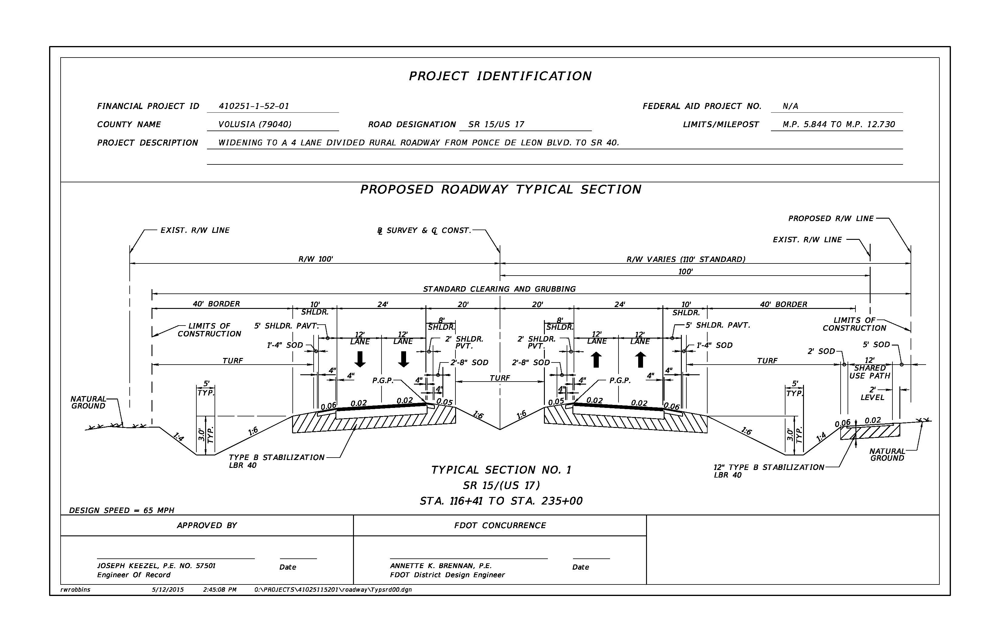 PROJECT IDENTIFICATION
FINANCIAL PROJECT ID 410251-1-52-01 FEDERAL AID PROJECT NO. N/A
COUNTY NAME VOLUSIA (79040) ROAD DESIGNATION SR 15/US 17 LIMITS/MILEPOST M.P. 5.844 TO M.P. 12.730
PROJECT DESCRIPTION WIDENING TO A 4 LANE DIVIDED RURAL ROADWAY FROM PONCE DE LEON BLVD. TO SR 40.
PROPOSED ROADWAY TYPICAL SECTION
PROPOSED R/W LINE
EXIST. R/W LINE
BL SURVEY & CL CONST.
EXIST. R/W LINE
R/W 100'
R/W VARIES (110' STANDARD)
100'
STANDARD CLEARING AND GRUBBING
40' BORDER
10'
SHLDR.
24'
20'
20'
24'
10'
SHLDR.
40' BORDER
8'
SHLDR.
8'
SHLDR.
LIMITS OF
CONSTRUCTION
5' SHLDR. PAVT.
5' SHLDR. PAVT.
LIMITS OF
CONSTRUCTION
12'
LANE
12'
LANE
2' SHLDR.
PVT.
2' SHLDR.
PVT.
12'
LANE
12'
LANE
1'-4" SOD
1'-4" SOD
2' SOD
5' SOD
TURF
2'-8" SOD
2'-8" SOD
TURF
12'
SHARED
USE PATH
4"
4"
P.G.P.
4"
4"
TURF
4"
4"
P.G.P.
4"
4"
5'
TYP.
5'
TYP.
2'
LEVEL
NATURAL
GROUND
0.06
0.02
0.02
0.05
0.05
0.02
0.02
0.06
1:6
1:6
0.06
0.02
1:4
3.0'
TYP.
1:6
1:6
3.0'
TYP.
1:4
TYPE B STABILIZATION
LBR 40
NATURAL
GROUND
12" TYPE B STABILIZATION
LBR 40
TYPICAL SECTION NO. 1
SR 15/(US 17)
STA. 116+41 TO STA. 235+00
DESIGN SPEED = 65 MPH
APPROVED BY
FDOT CONCURRENCE
JOSEPH KEEZEL, P.E. NO. 57501
Engineer Of Record
Date
ANNETTE K. BRENNAN, P.E.
FDOT District Design Engineer
Date
rwrobbins 5/12/2015 2:45:08 PM O:\PROJECTS\41025115201\roadway\Typsrd00.dgn